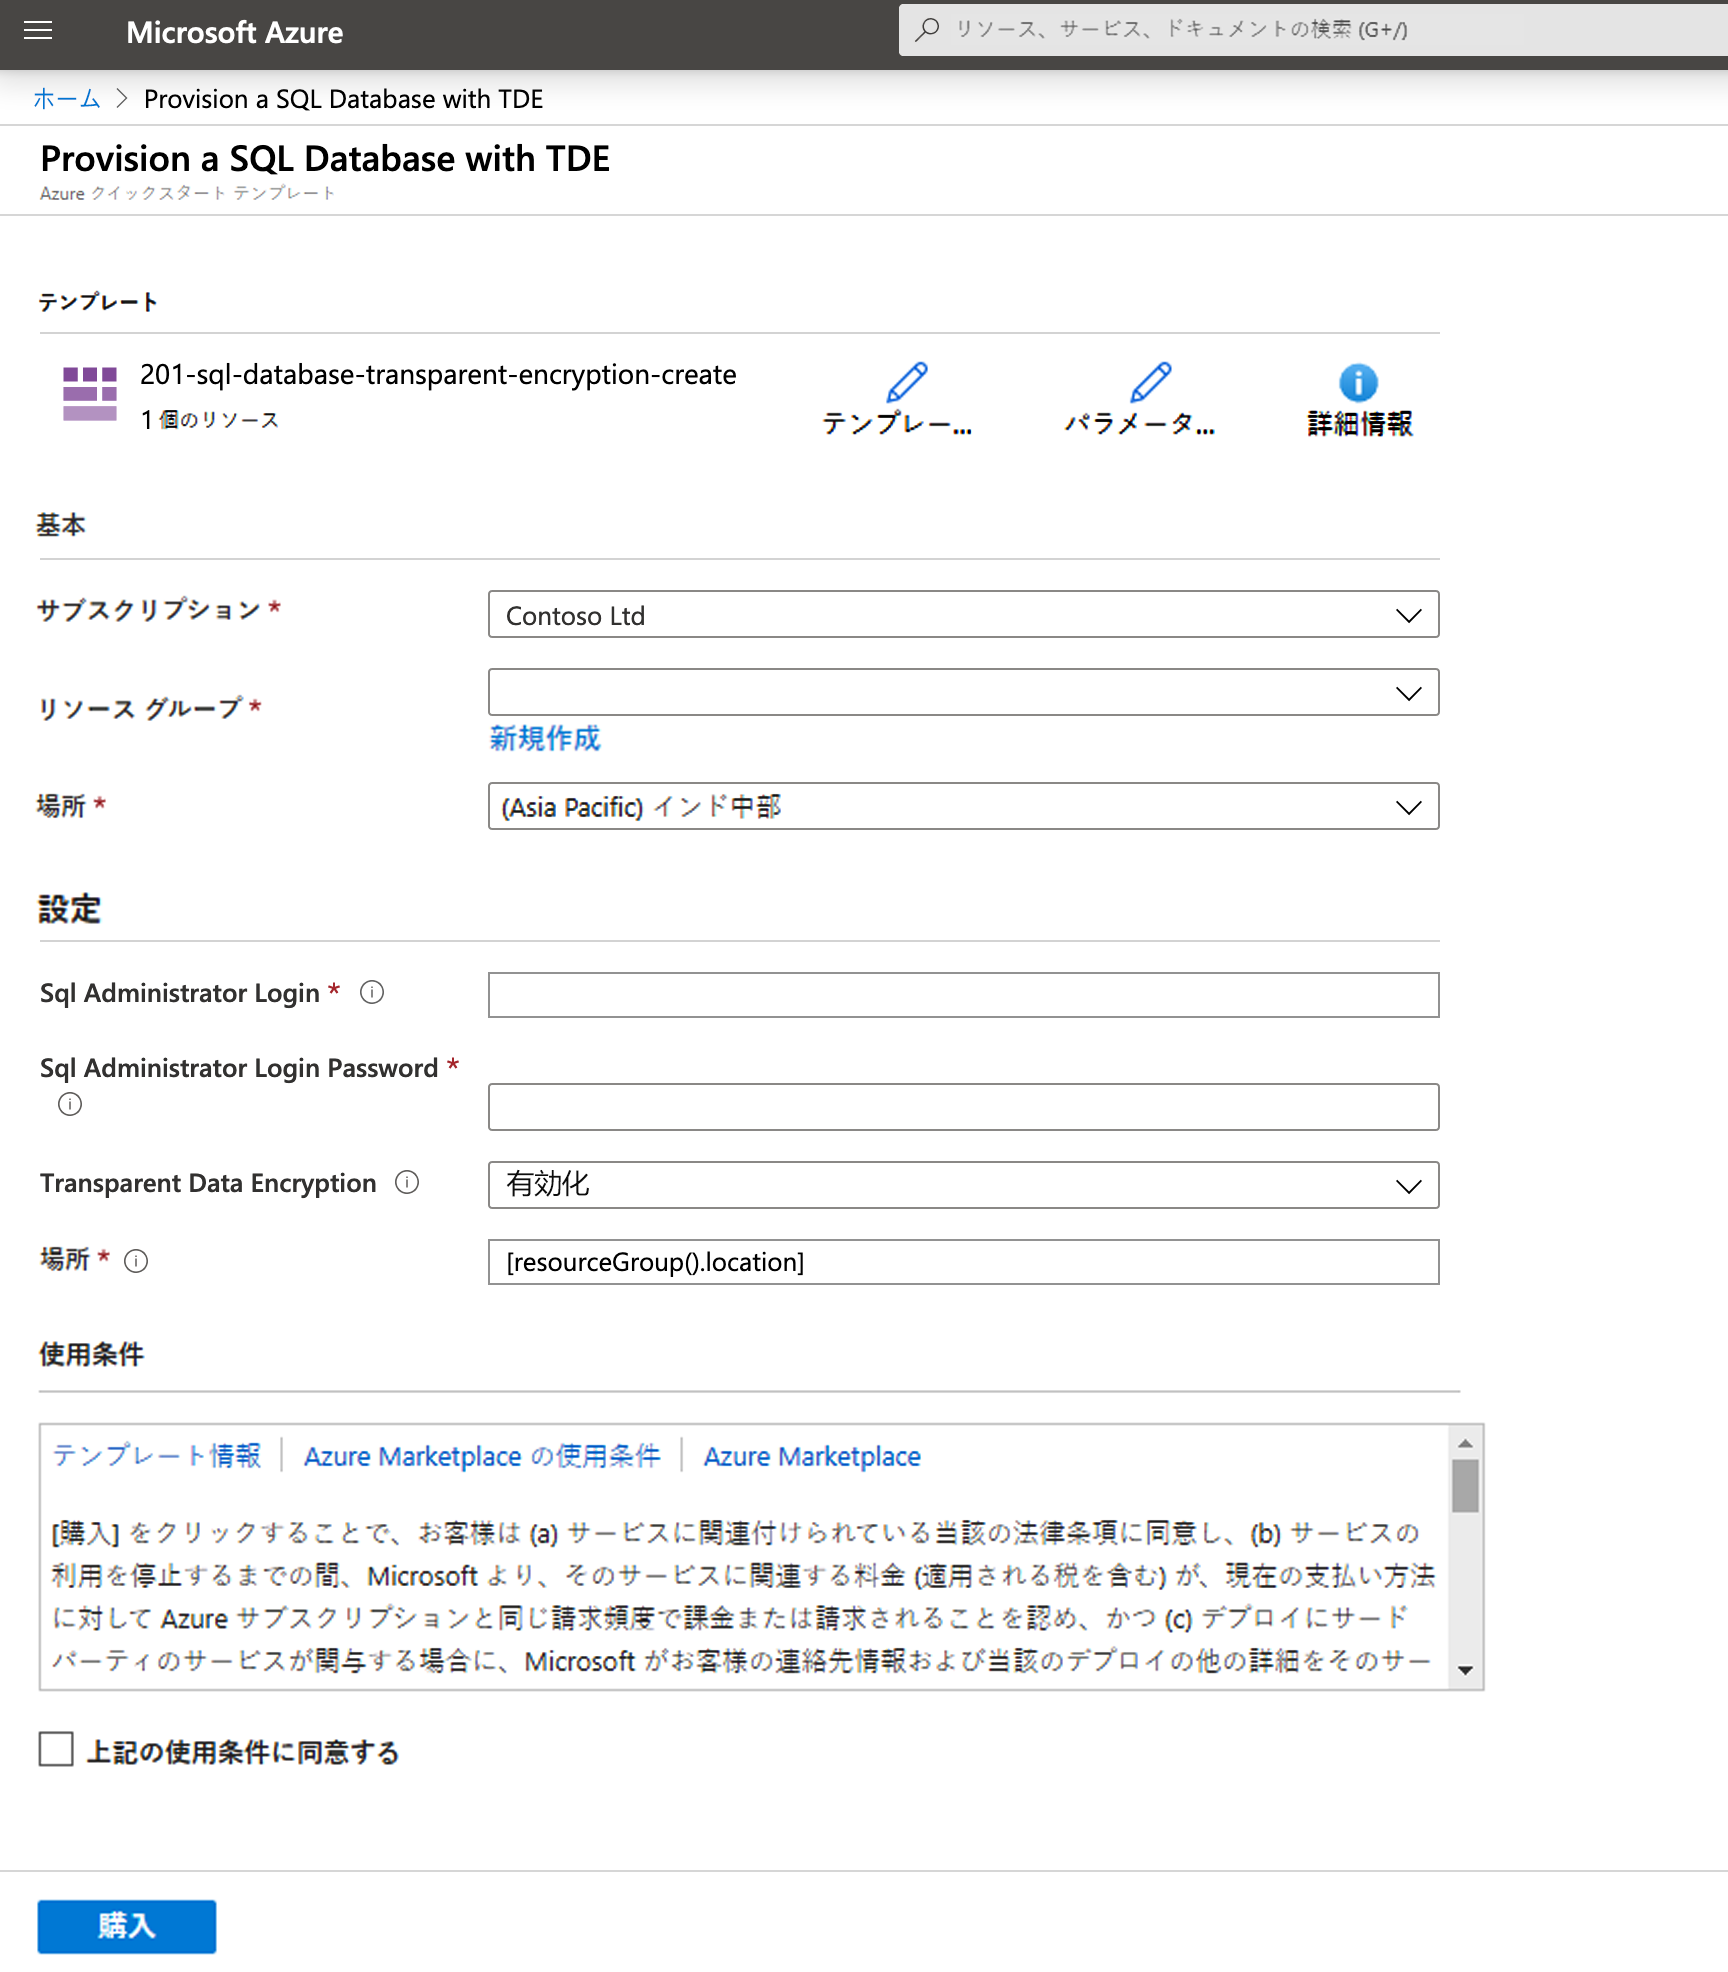 Microsoft Azure
リソース、サービス、ドキュメントの検索 (G+/)
ホーム > Provision a SQL Database with TDE
Provision a SQL Database with TDE
Azure クイックスタート テンプレート
テンプレート
201-sql-database-transparent-encryption-create
1 個のリソース
テンプレー...
パラメータ...
詳細情報
基本
サブスクリプション *
Contoso Ltd
リソース グループ *
新規作成
場所 *
(Asia Pacific) インド中部
設定
Sql Administrator Login *
Sql Administrator Login Password *
Transparent Data Encryption
有効化
場所 *
[resourceGroup().location]
使用条件
テンプレート情報 | Azure Marketplace の使用条件 | Azure Marketplace
[購入] をクリックすることで、お客様は (a) サービスに関連付けられている当該の法律条項に同意し、(b) サービスの
利用を停止するまでの間、Microsoft より、そのサービスに関連する料金 (適用される税を含む) が、現在の支払い方法
に対して Azure サブスクリプションと同じ請求頻度で課金または請求されることを認め、かつ (c) デプロイにサード
パーティのサービスが関与する場合に、Microsoft がお客様の連絡先情報および当該のデプロイの他の詳細をそのサー
上記の使用条件に同意する
購入